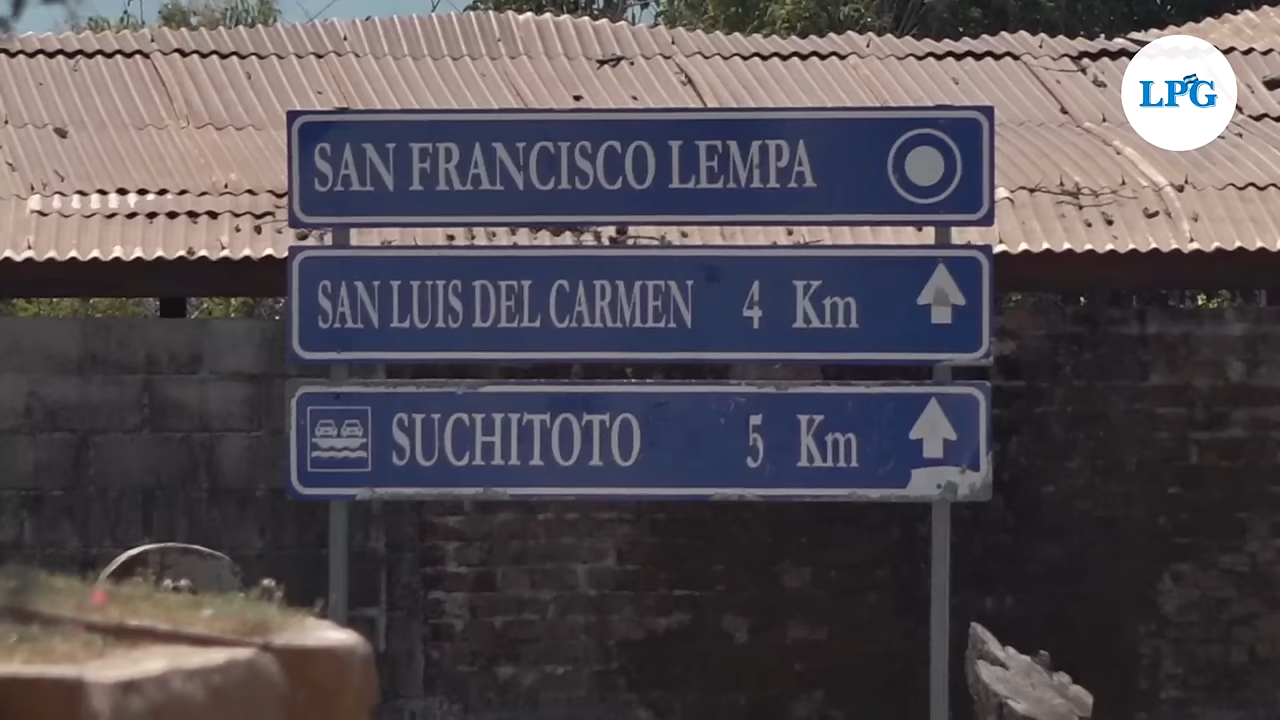 LPG
SAN FRANCISCO LEMPA
SAN LUIS DEL CARMEN 4 Km
SUCHITOTO 5 Km